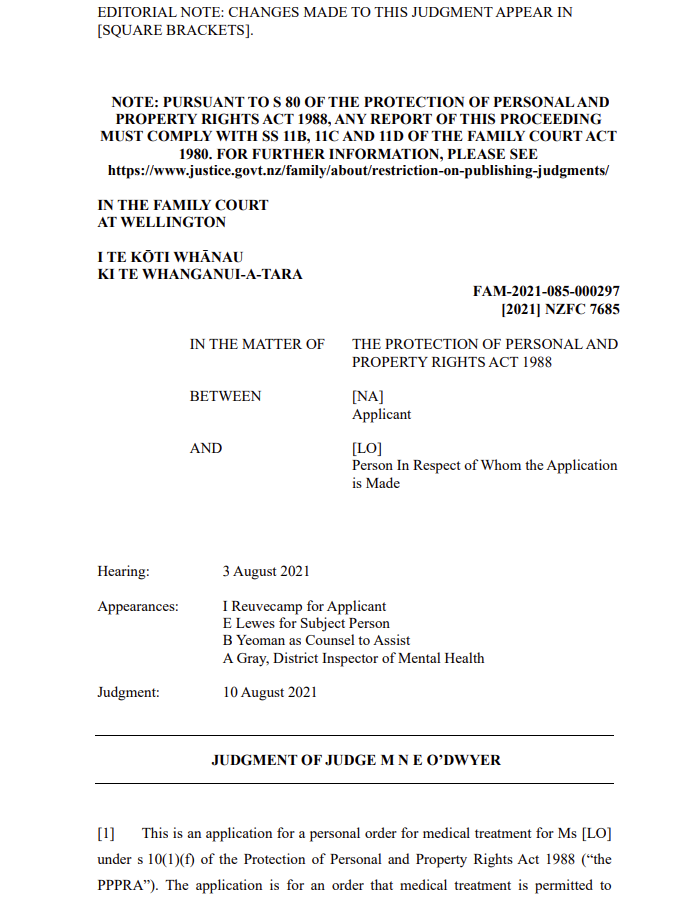 EDITORIAL NOTE: CHANGES MADE TO THIS JUDGMENT APPEAR IN
[SQUARE BRACKETS].
NOTE: PURSUANT TO S 80 OF THE PROTECTION OF PERSONAL AND
PROPERTY RIGHTS ACT 1988, ANY REPORT OF THIS PROCEEDING
MUST COMPLY WITH SS 11B, 11C AND 11D OF THE FAMILY COURT ACT
1980. FOR FURTHER INFORMATION, PLEASE SEE
https://www.justice.govt.nz/family/about/restriction-on-publishing-judgments/
IN THE FAMILY COURT
AT WELLINGTON
I TE KŌTI WHĀNAU
KI TE WHANGANUI-A-TARA
FAM-2021-085-000297
[2021] NZFC 7685
IN THE MATTER OF THE PROTECTION OF PERSONAL AND
PROPERTY RIGHTS ACT 1988
BETWEEN [NA]
Applicant
AND [LO]
Person In Respect of Whom the Application
is Made
Hearing: 3 August 2021
Appearances: I Reuvecamp for Applicant
E Lewes for Subject Person
B Yeoman as Counsel to Assist
A Gray, District Inspector of Mental Health
Judgment: 10 August 2021
JUDGMENT OF JUDGE M N E O’DWYER
[1] This is an application for a personal order for medical treatment for Ms [LO]
under s 10(1)(f) of the Protection of Personal and Property Rights Act 1988 (“the
PPPRA”). The application is for an order that medical treatment is permitted to